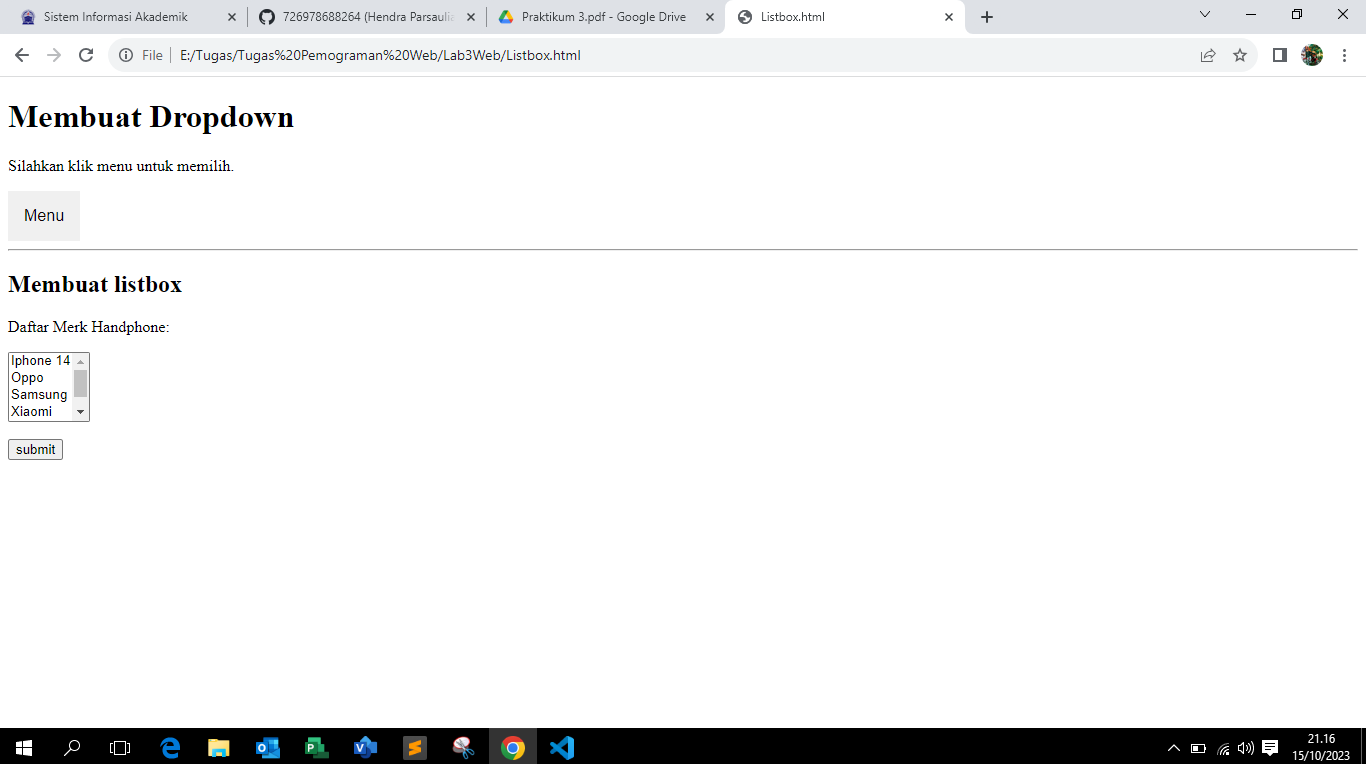 Sistem Informasi Akademik
726978688264 (Hendra Parsaulia
Praktikum 3.pdf - Google Drive
Listbox.html
File
E:/Tugas/Tugas%20Pemograman%20Web/Lab3Web/Listbox.html
Membuat Dropdown
Silahkan klik menu untuk memilih.
Menu
Membuat listbox
Daftar Merk Handphone:
Iphone 14
Oppo
Samsung
Xiaomi
submit
21.16
15/10/2023